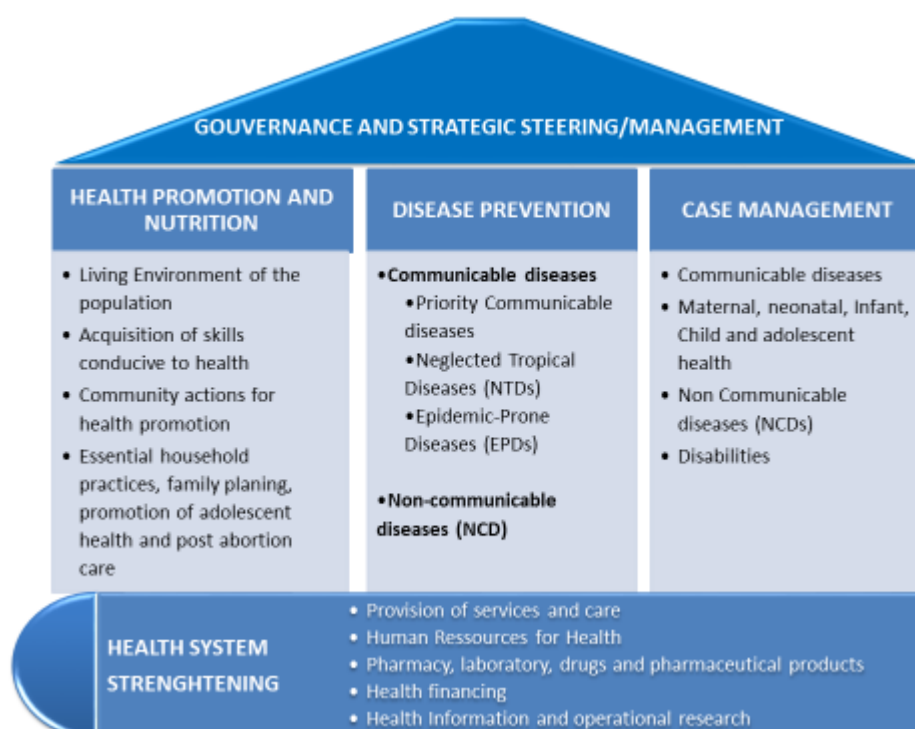 GOUVERNANCE AND STRATEGIC STEERING/MANAGEMENT
HEALTH PROMOTION AND
NUTRITION
• Living Environment of the
population
• Acquisition of skills
conducive to health
• Community actions for
health promotion
• Essential household
practices, family planing,
promotion of adolescent
health and post abortion
care
DISEASE PREVENTION
•Communicable diseases
•Priority Communicable
diseases
•Neglected Tropical
Diseases (NTDs)
•Epidemic-Prone
Diseases (EPDs)
•Non-communicable
diseases (NCD)
CASE MANAGEMENT
• Communicable diseases
• Maternal, neonatal, Infant,
Child and adolescent
health
• Non Communicable
diseases (NCDs)
• Disabilities
HEALTH SYSTEM
STRENGHTENING
• Provision of services and care
• Human Ressources for Health
• Pharmacy, laboratory, drugs and pharmaceutical products
• Health financing
• Health Information and operational research